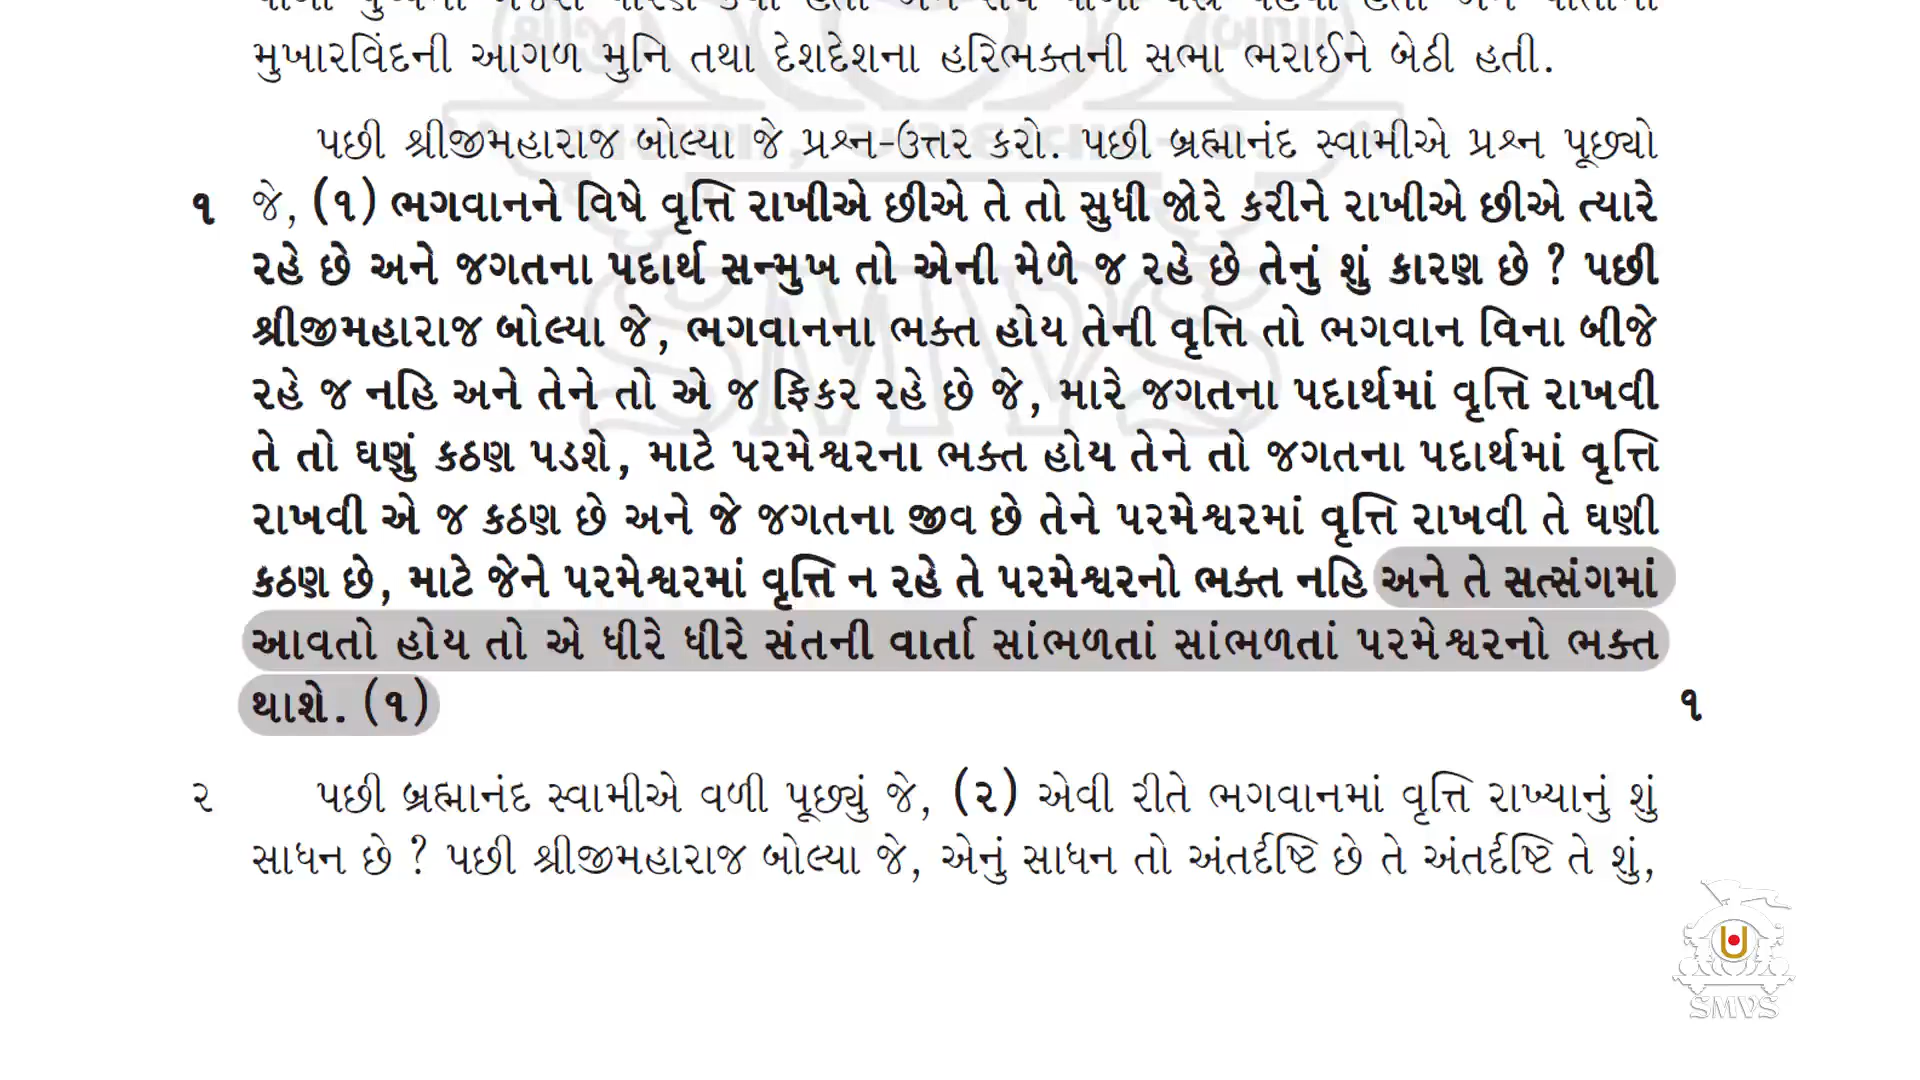 મુખારવિંદની આગળ મુનિ તથા દેશદેશના હરિભક્તની સભા ભરાઈને બેઠી હતી.
પછી શ્રીજીમહારાજ બોલ્યા જે, પ્રશ્ન-ઉત્તર કરો. પછી બ્રહ્માનંદ સ્વામીએ પ્રશ્ન પૂછ્યો
૧ જે, (૧) ભગવાનને વિષે વૃત્તિ રાખીએ છીએ તે તો સુધી જોરે કરીને રાખીએ છીએ ત્યારે
રહે છે અને જગતના પદાર્થ સન્મુખ તો એની મેળે જ રહે છે તેનું શું કારણ છે ? પછી
શ્રીજીમહારાજ બોલ્યા જે, ભગવાનના ભક્ત હોય તેની વૃત્તિ તો ભગવાન વિના બીજે
રહે જ નહિ અને તેને તો એ જ ફિકર રહે છે જે, મારે જગતના પદાર્થમાં વૃત્તિ રાખવી
તે તો ઘણું કઠણ પડશે, માટે પરમેશ્વરના ભક્ત હોય તેને તો જગતના પદાર્થમાં વૃત્તિ
રાખવી એ જ કઠણ છે અને જે જગતના જીવ છે તેને પરમેશ્વરમાં વૃત્તિ રાખવી તે ઘણી
કઠણ છે, માટે જેને પરમેશ્વરમાં વૃત્તિ ન રહે તે પરમેશ્વરનો ભક્ત નહિ અને તે સત્સંગમાં
આવતો હોય તો એ ધીરે ધીરે સંતની વાર્તા સાંભળતાં સાંભળતાં પરમેશ્વરનો ભક્ત
થાશે. (૧) ૧
૨ પછી બ્રહ્માનંદ સ્વામીએ વળી પૂછ્યું જે, (૨) એવી રીતે ભગવાનમાં વૃત્તિ રાખ્યાનું શું
સાધન છે ? પછી શ્રીજીમહારાજ બોલ્યા જે, એનું સાધન તો અંતર્દષ્ટિ છે તે અંતર્દષ્ટિ તે શું,
SMVS
SMVS